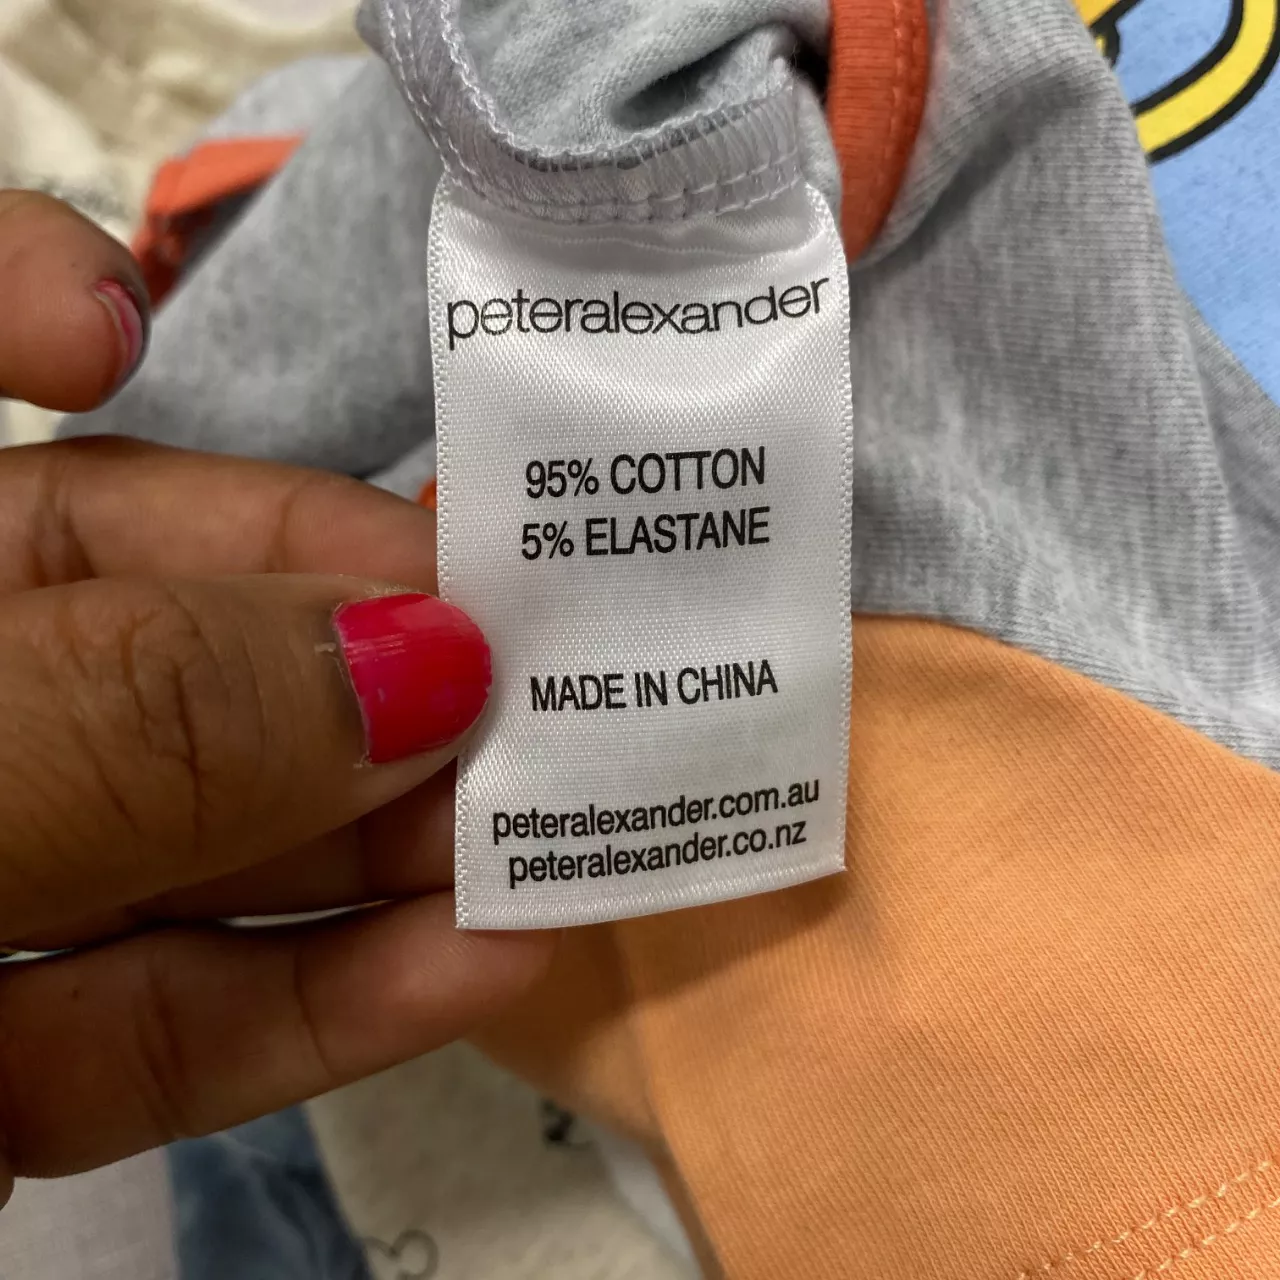 peteralexander
95% COTTON
5% ELASTANE
MADE IN CHINA
peteralexander.com.au
peteralexander.co.nz